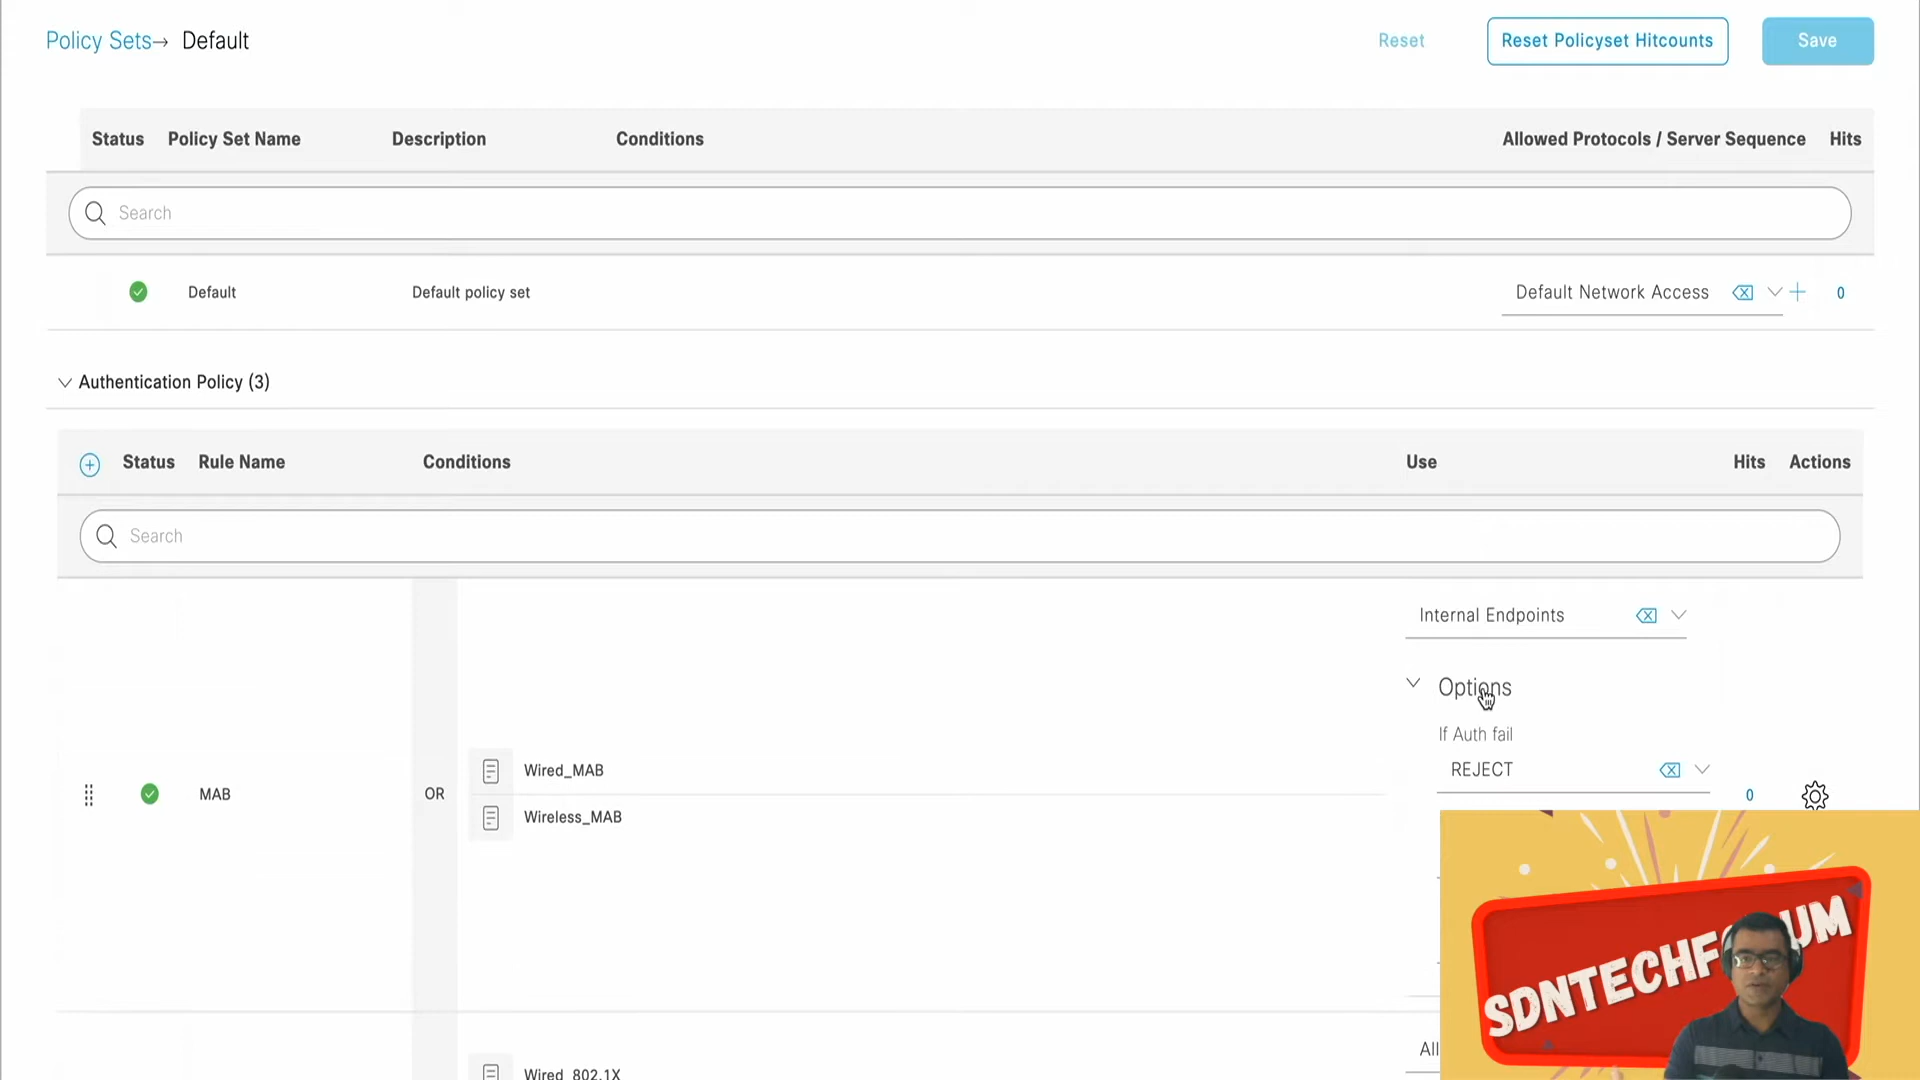 Policy Sets→ Default
Reset
Reset Policyset Hitcounts
Save
Status Policy Set Name Description Conditions Allowed Protocols / Server Sequence Hits
Search
Default Default policy set Default Network Access 0
Authentication Policy (3)
Status Rule Name Conditions Use Hits Actions
Search
Internal Endpoints
Options
If Auth fail
REJECT
MAB OR Wired_MAB 0
Wireless_MAB
All
Wired_802.1X